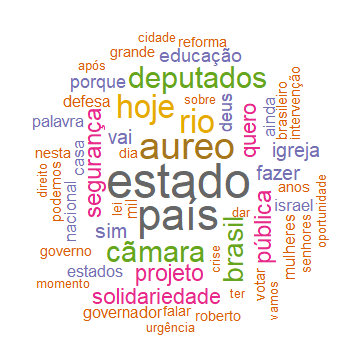 cidade reforma
grande educação
após
porque deputados
defesa hoje sobre deus ainda brasileiro intervenção
palavra segurança vai rio quero
nesta casa dia aureo igreja
direito podemos nacional lei mil estado fazer
sim país dar anos
governo câmara brasil pública israel oportunidade
estados projeto crise mulheres senhores
momento solidariedade ter votar vamos
governador falar roberto
urgência